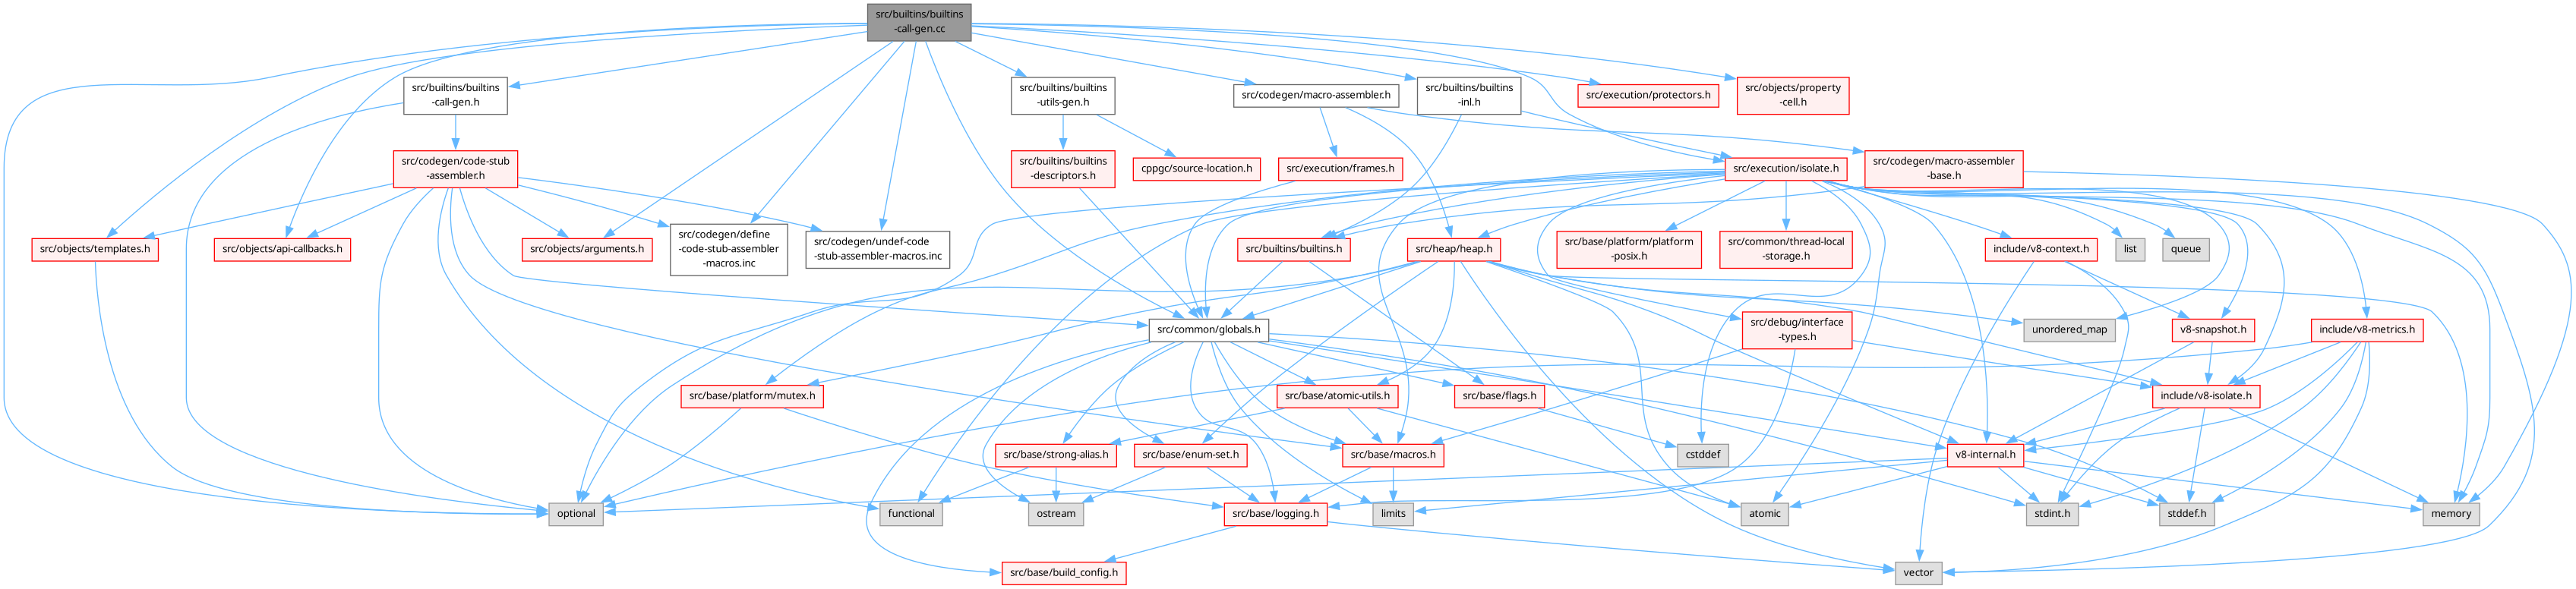 src/builtins/builtins
-call-gen.cc
src/builtins/builtins
-call-gen.h
src/builtins/builtins
-utils-gen.h
src/codegen/macro-assembler.h
src/builtins/builtins
-inl.h
src/execution/protectors.h
src/objects/property
-cell.h
src/codegen/code-stub
-assembler.h
src/builtins/builtins
-descriptors.h
cppgc/source-location.h
src/execution/frames.h
src/execution/isolate.h
src/codegen/macro-assembler
-base.h
src/objects/templates.h
src/objects/api-callbacks.h
src/objects/arguments.h
src/codegen/define
-code-stub-assembler
-macros.inc
src/codegen/undef-code
-stub-assembler-macros.inc
src/builtins/builtins.h
src/heap/heap.h
src/base/platform/platform
-posix.h
src/common/thread-local
-storage.h
include/v8-context.h
list
queue
src/common/globals.h
src/debug/interface
-types.h
unordered_map
v8-snapshot.h
include/v8-metrics.h
src/base/platform/mutex.h
src/base/atomic-utils.h
src/base/flags.h
include/v8-isolate.h
src/base/strong-alias.h
src/base/enum-set.h
src/base/macros.h
cstddef
v8-internal.h
optional
functional
ostream
src/base/logging.h
limits
atomic
stdint.h
stddef.h
memory
src/base/build_config.h
vector